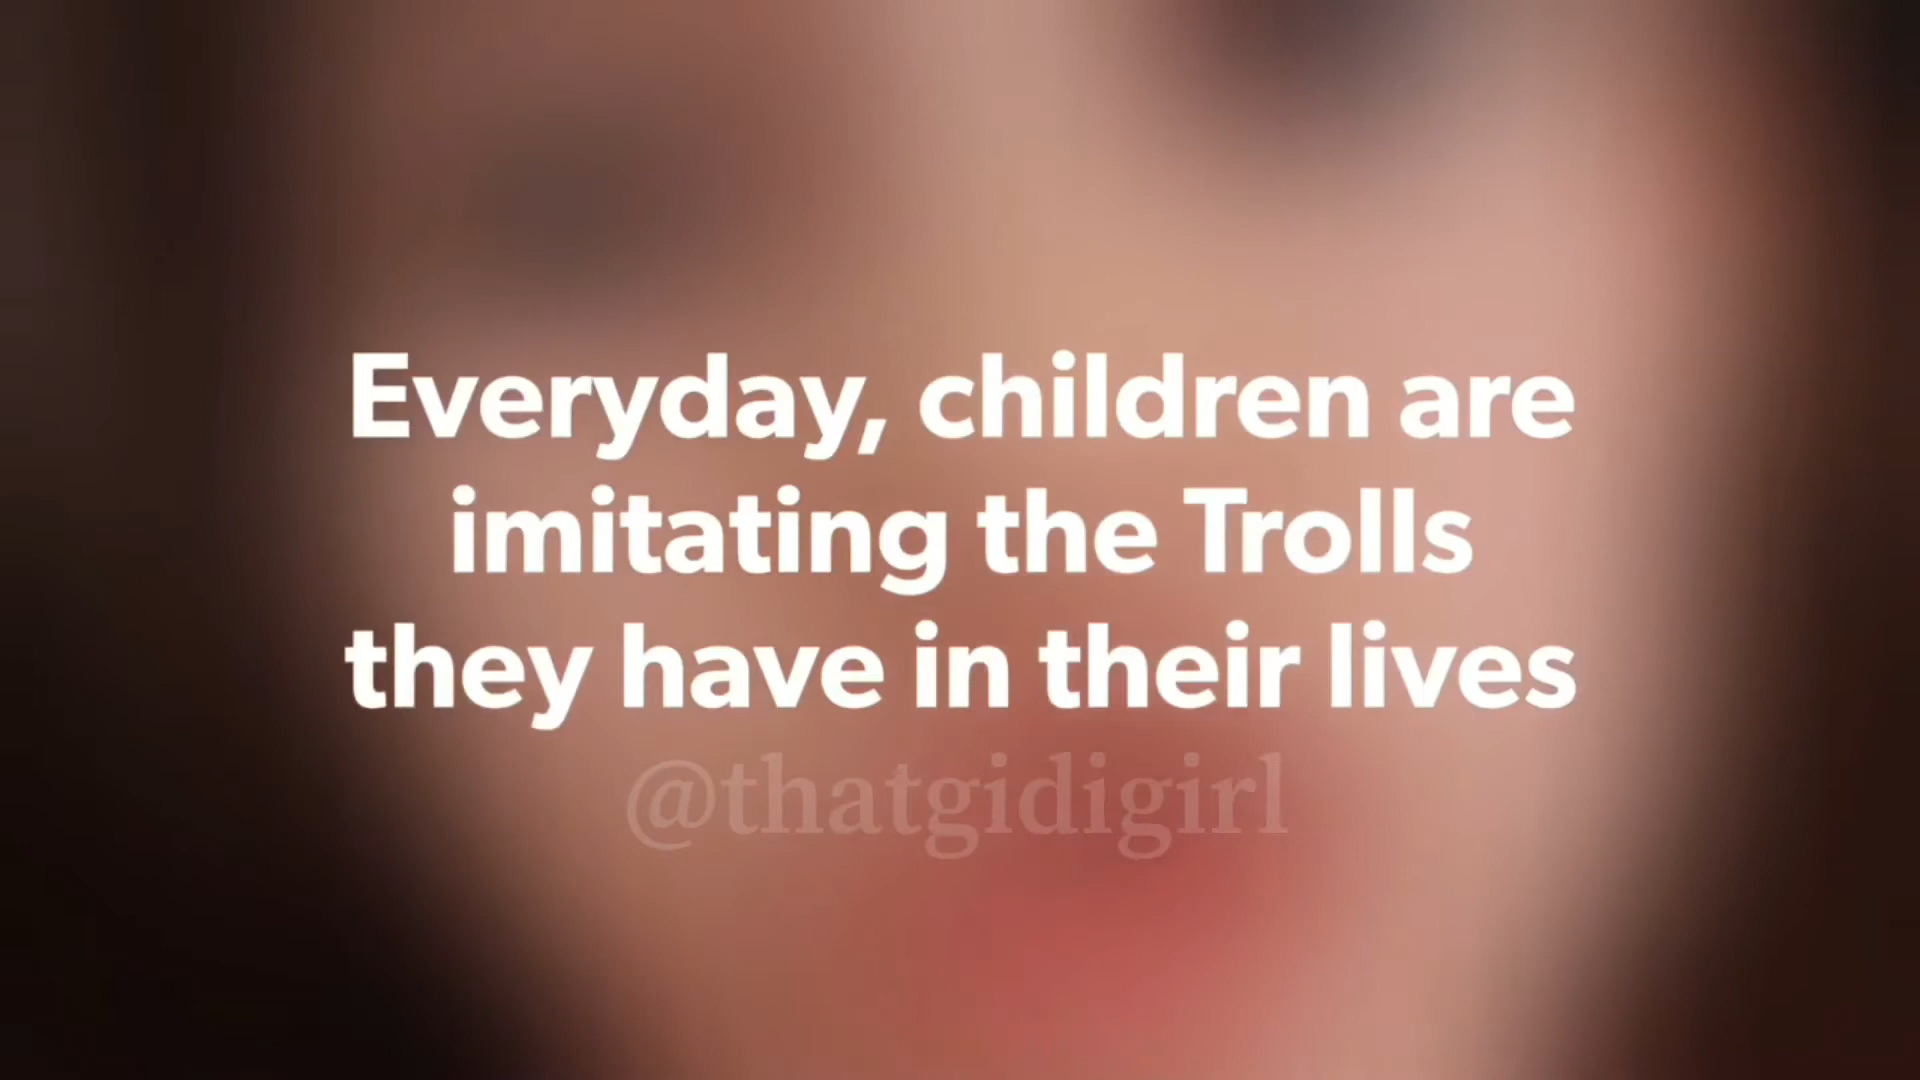 Everyday, children are
imitating the Trolls
they have in their lives
@thatgidigirl